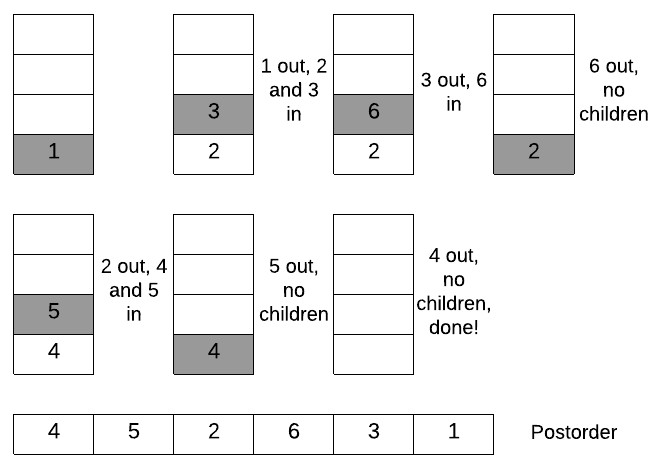 1
3
2
1 out, 2
and 3
in
6
2
3 out, 6
in
2
6 out,
no
children
5
4
2 out, 4
and 5
in
4
5 out,
no
children
4 out,
no
children,
done!
4 5 2 6 3 1 Postorder